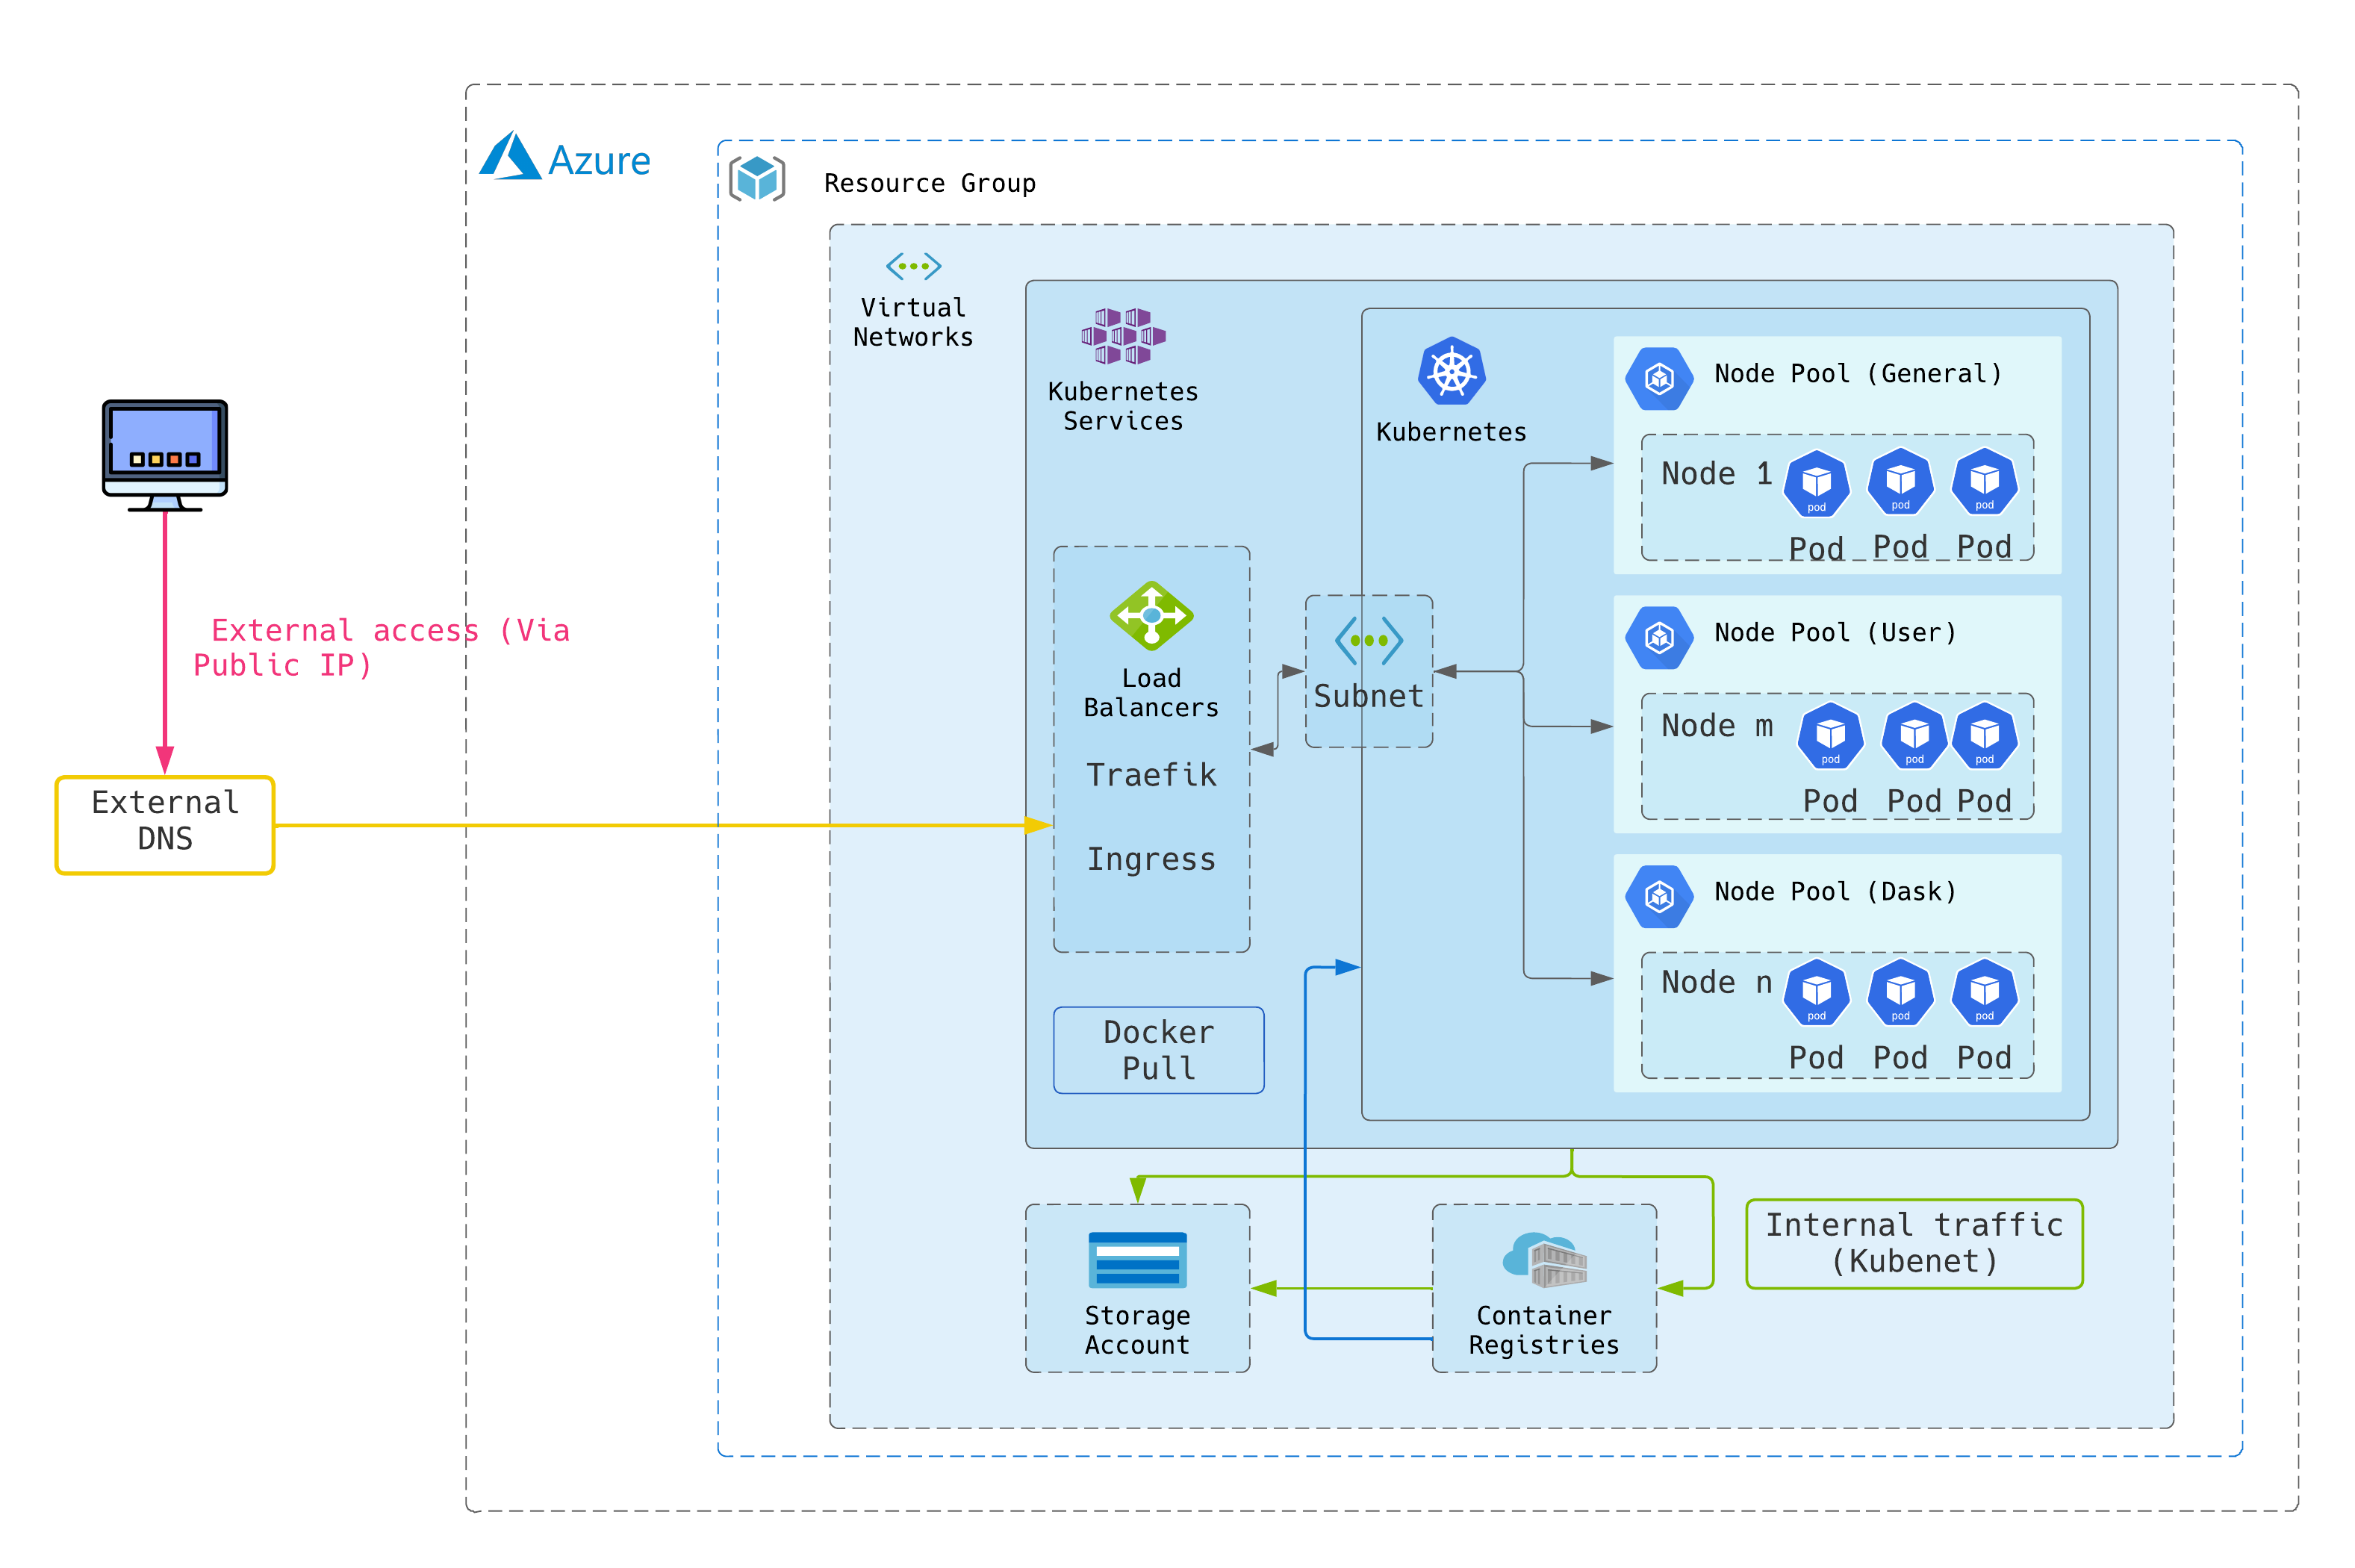 Azure
Resource Group
Virtual
Networks
Kubernetes
Services
Kubernetes
Node Pool (General)
Node 1
pod
pod
pod
Pod
Pod
Pod
External access (Via
Public IP)
Load
Balancers
Traefik
Ingress
Subnet
Node Pool (User)
Node m
pod
pod
pod
Pod
Pod
Pod
External
DNS
Node Pool (Dask)
Node n
pod
pod
pod
Pod
Pod
Pod
Docker
Pull
Storage
Account
Container
Registries
Internal traffic
(Kubenet)